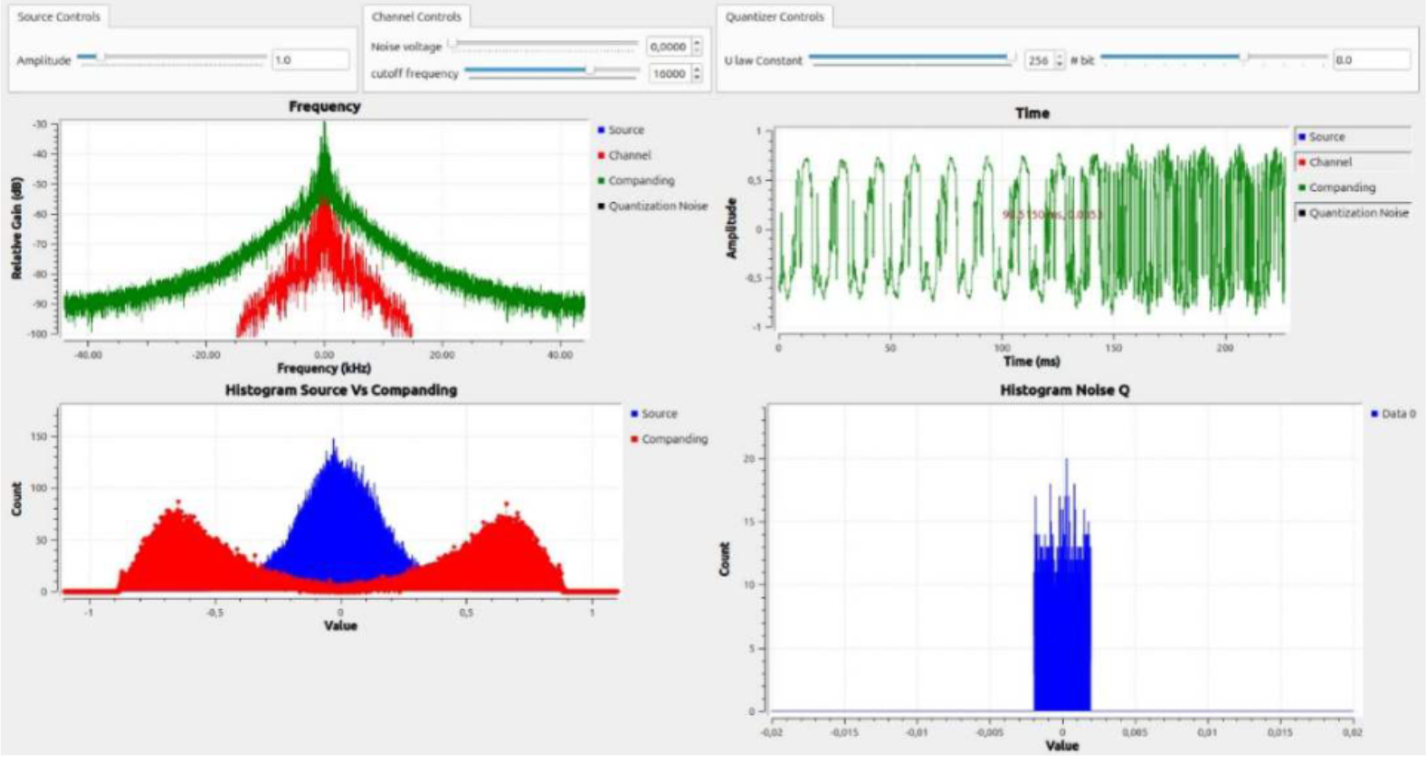 Source Controls
Amplitude
1.0
Channel Controls
Noise voltage
0,0000
cutoff frequency
16000
Quantizer Controls
U law Constant
256
# bit
8.0
Frequency
Relative Gain (dB)
-30
-40
-50
-60
-70
-80
-90
-100
-40.00
-20.00
0.00
20.00
40.00
Frequency (kHz)
Source
Channel
Companding
Quantization Noise
Time
Amplitude
1
0,5
0
-0,5
-1
0
50
100
150
200
Time (ms)
Source
Channel
Companding
Quantization Noise
Histogram Source Vs Companding
Count
150
100
50
0
-1
-0,5
0
0,5
1
Value
Source
Companding
Histogram Noise Q
Count
20
15
10
5
0
-0,02
-0,015
-0,01
-0,005
0
0,005
0,01
0,015
0,02
Value
Data 0